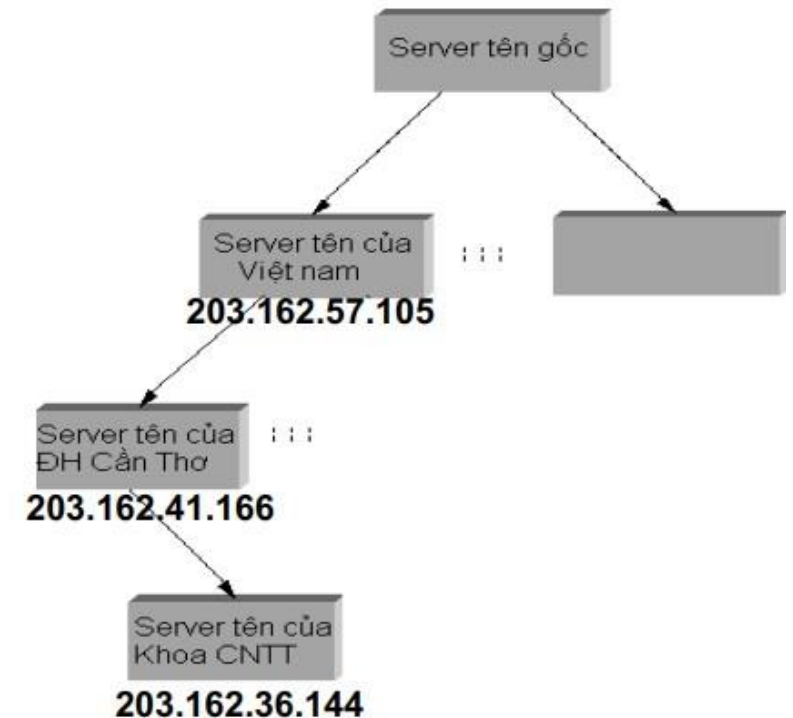 Server tên gốc
Server tên của
Việt nam
203.162.57.105
Server tên của
ĐH Cần Thơ
203.162.41.166
Server tên của
Khoa CNTT
203.162.36.144